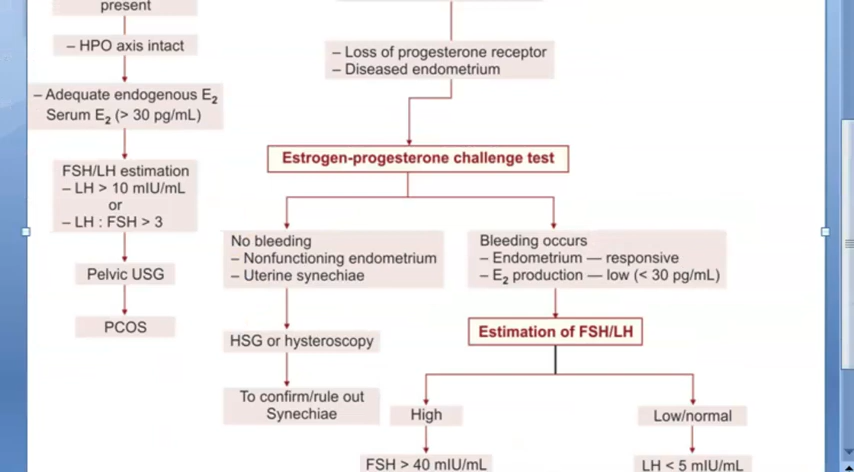 present
– HPO axis intact
– Adequate endogenous E₂
Serum E₂ (> 30 pg/mL)
FSH/LH estimation
– LH > 10 mIU/mL
or
– LH : FSH > 3
Pelvic USG
PCOS
– Loss of progesterone receptor
– Diseased endometrium
Estrogen-progesterone challenge test
No bleeding
– Nonfunctioning endometrium
– Uterine synechiae
HSG or hysteroscopy
To confirm/rule out
Synechiae
Bleeding occurs
– Endometrium — responsive
– E₂ production — low (< 30 pg/mL)
Estimation of FSH/LH
High
FSH > 40 mIU/mL
Low/normal
LH < 5 mIU/mL